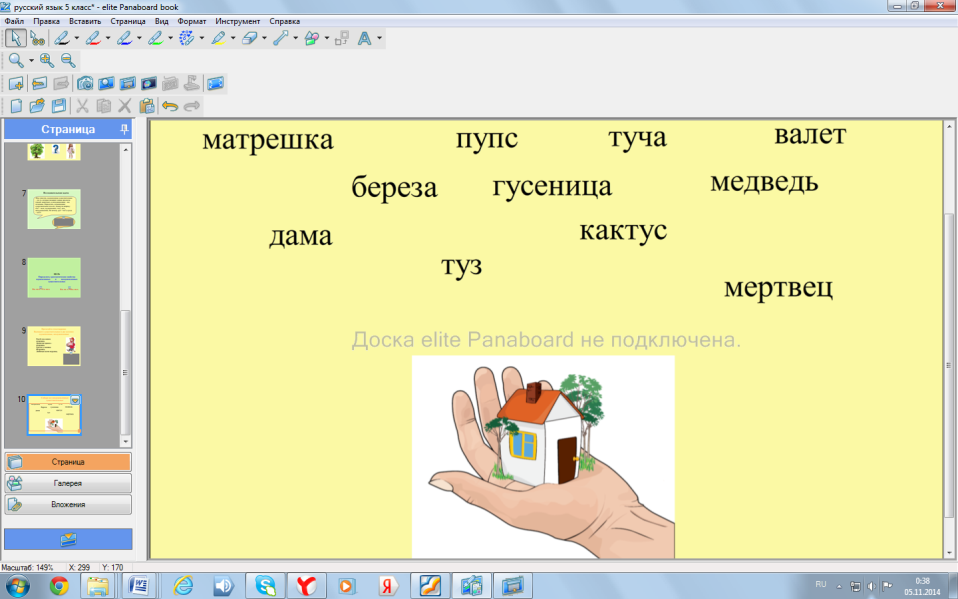 русский язык 5 класс* - elite Panaboard book
Файл Правка Вставить Страница Вид Формат Инструмент Справка
Страница
7
8
9
10
Страница
Галерея
Вложения
матрешка пупс туча валет
береза гусеница медведь
дама кактус
туз
мертвец
Доска elite Panaboard не подключена.
Масштаб: 149% X: 299 Y: 170
RU
0:38
05.11.2014